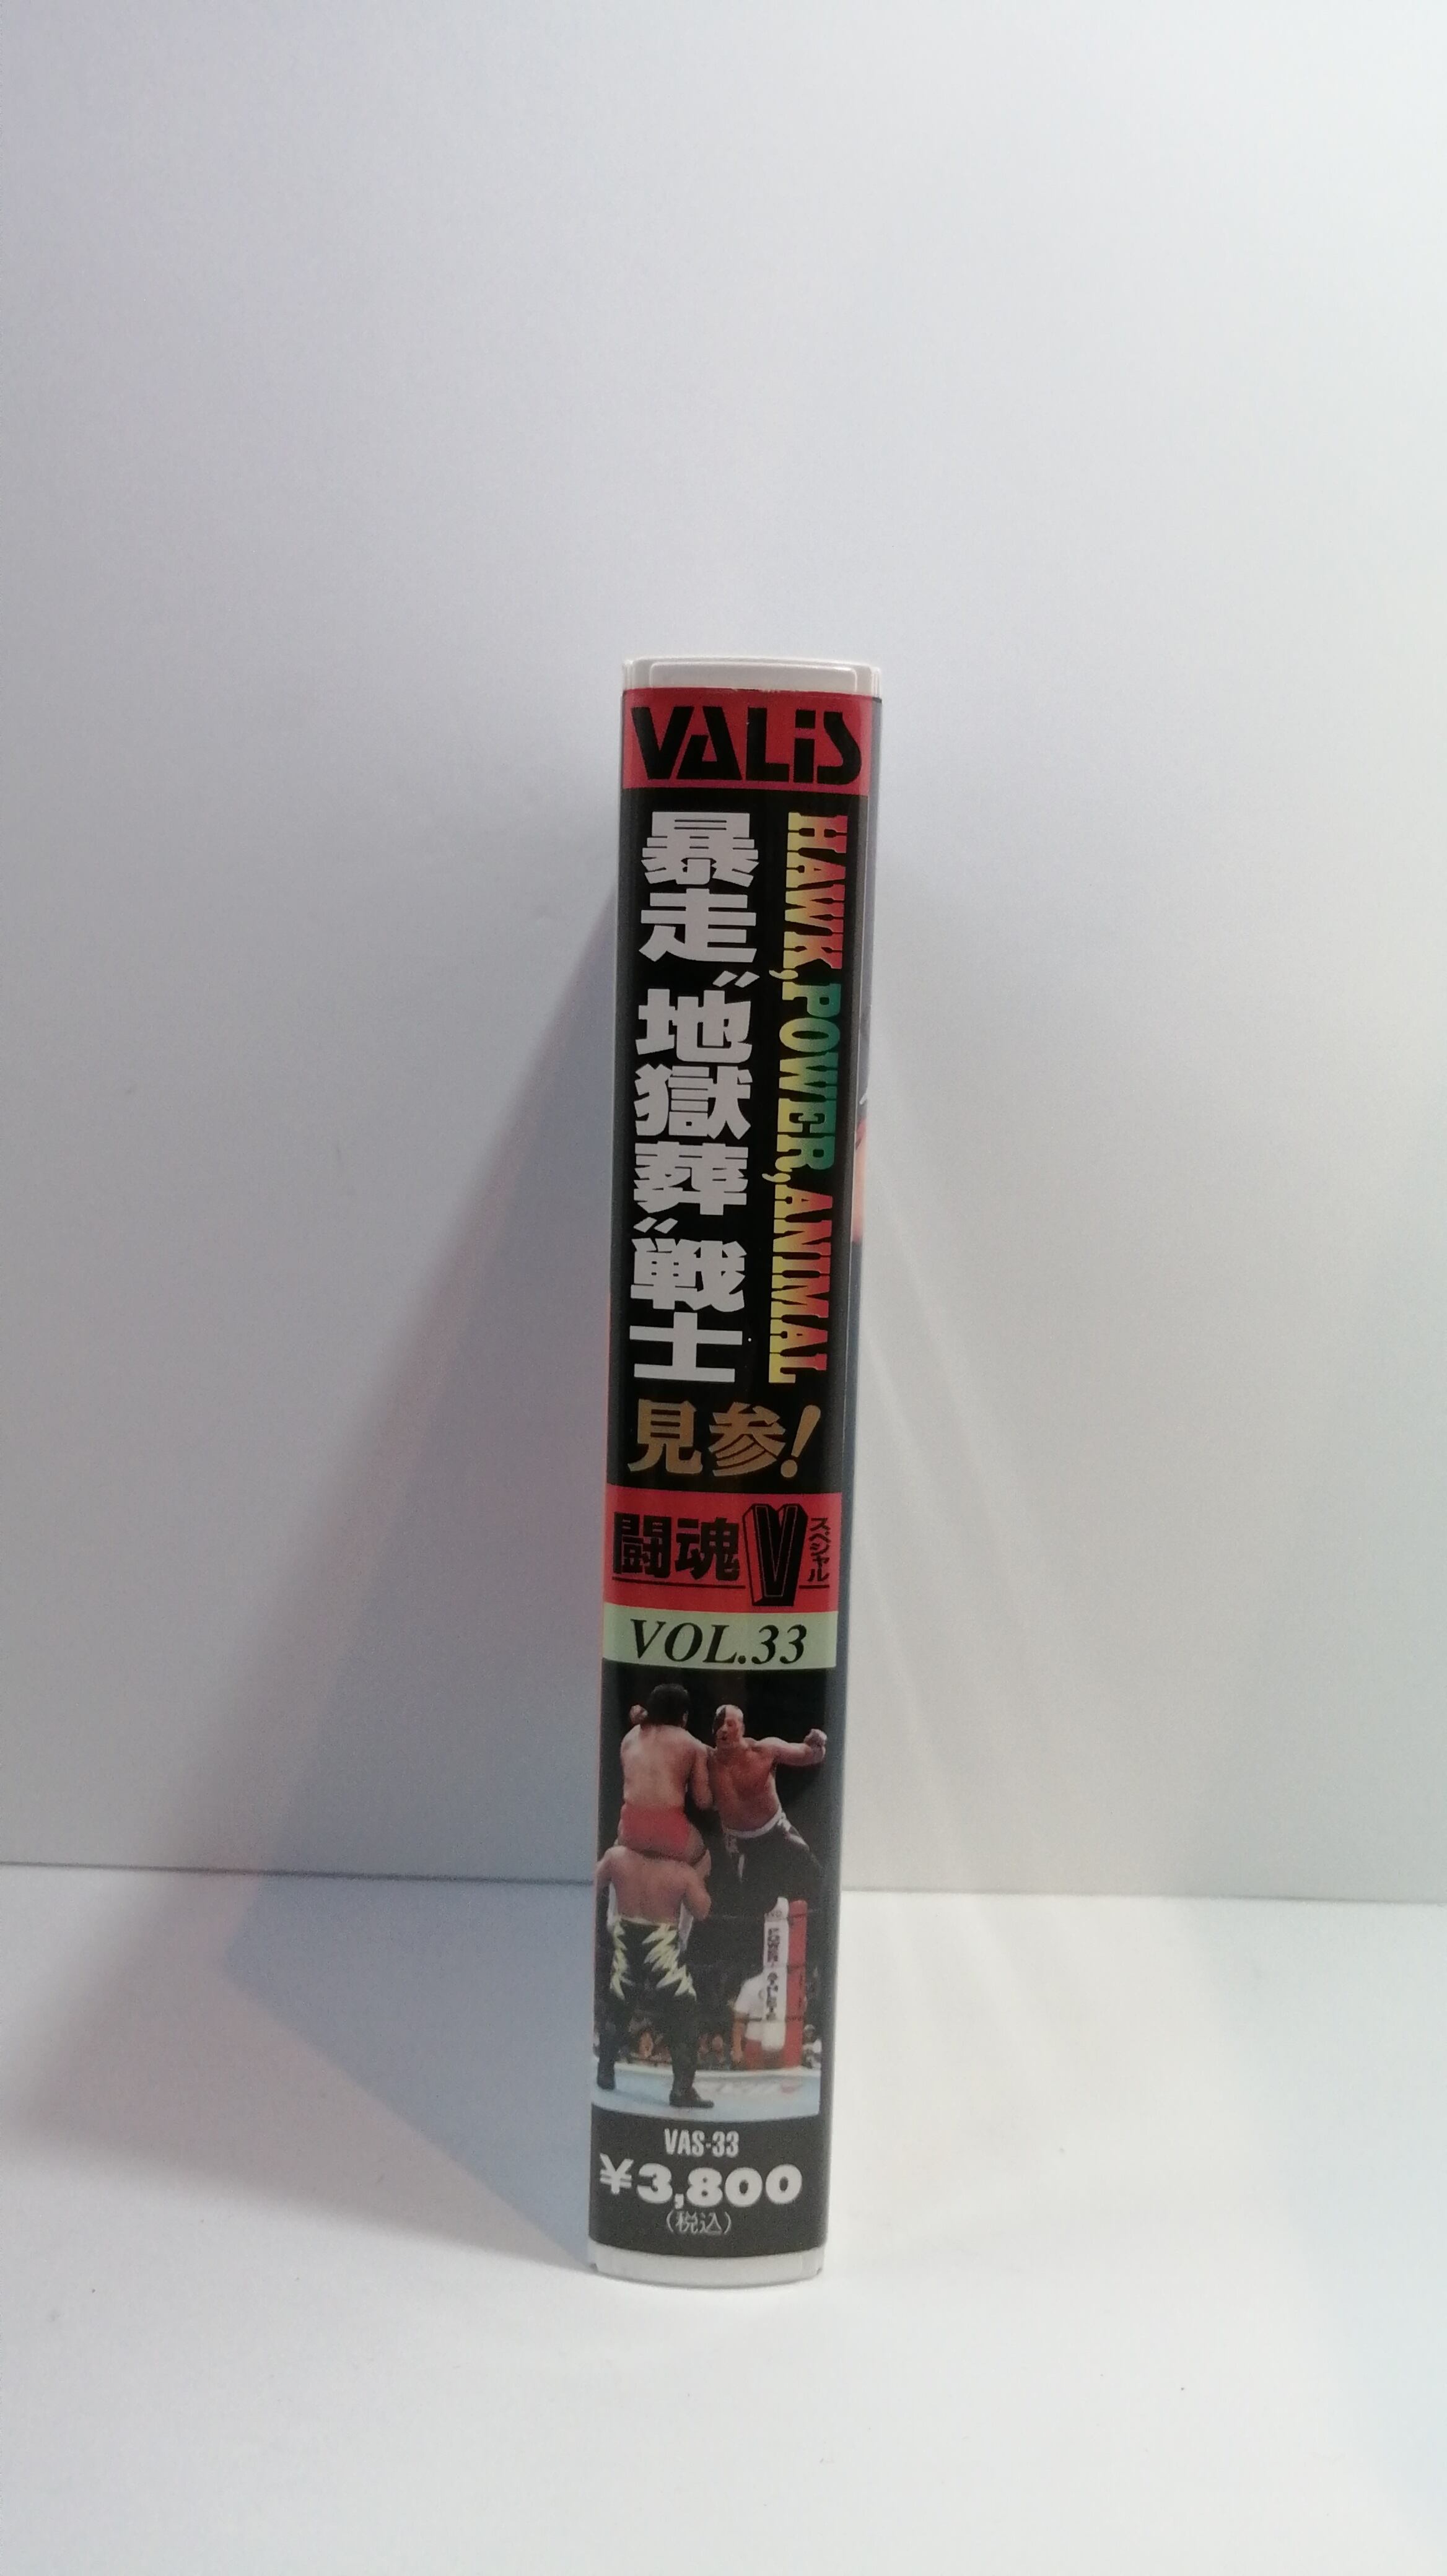 VALiS
HAWK,POWER,ANIMAL
暴走〝地獄葬〟戦士
見参!
闘魂Vスペシャル
VOL.33
VAS-33
¥3,800
(税込)